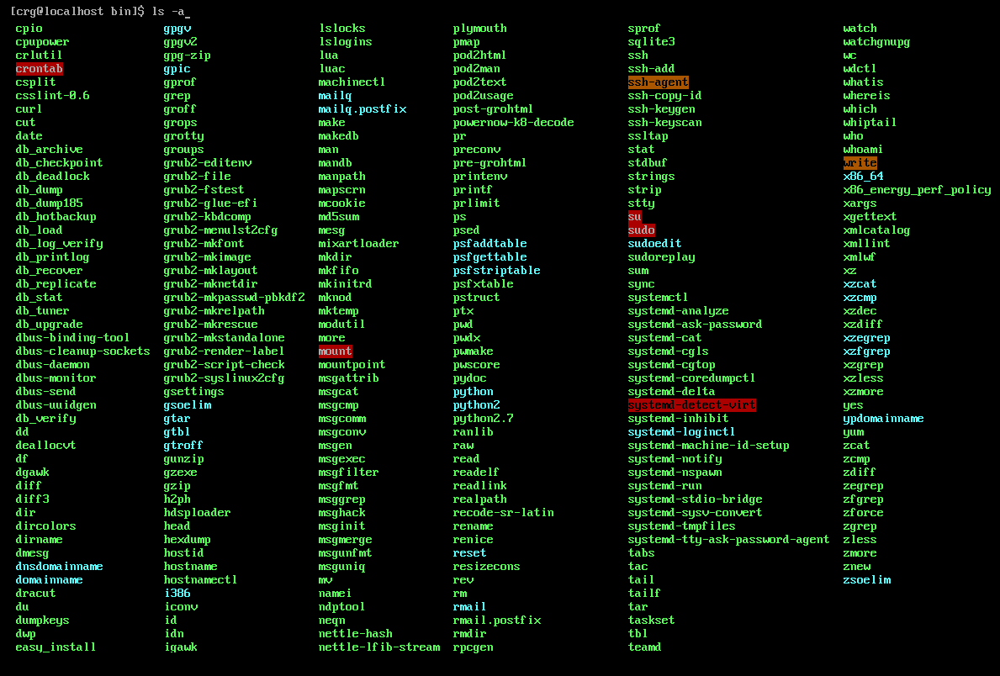 [crg@localhost bin]$ ls -a_
cpio gpgv lslocks plymouth sprof watch
cpupower gpgv2 lslogins pmap sqlite3 watchgnupg
crlutil gpg-zip lua pod2html ssh wc
crontab gpic luac pod2man ssh-add wdctl
csplit gprof machinectl pod2text ssh-agent whatis
csslint-0.6 grep mailq pod2usage ssh-copy-id whereis
curl groff mailq.postfix post-grohtml ssh-keygen which
cut grops make powernow-k8-decode ssh-keyscan whiptail
date grotty makedb pr ssltap who
db_archive groups man preconv stat whoami
db_checkpoint grub2-editenv mandb pre-grohtml stdbuf write
db_deadlock grub2-file manpath printenv strings x86_64
db_dump grub2-fstest mapscrn printf strip x86_energy_perf_policy
db_dump185 grub2-glue-efi mcookie prlimit stty xargs
db_hotbackup grub2-kbdcomp md5sum ps su xgettext
db_load grub2-menulst2cfg mesg psed sudo xmlcatalog
db_log_verify grub2-mkfont mixartloader psfaddtable sudoedit xmllint
db_printlog grub2-mkimage mkdir psfgettable sudoreplay xmlwf
db_recover grub2-mklayout mkfifo psfstriptable sum xz
db_replicate grub2-mknetdir mkinitrd psfxtable sync xzcat
db_stat grub2-mkpasswd-pbkdf2 mknod pstruct systemctl xzcmp
db_tuner grub2-mkrelpath mktemp ptx systemd-analyze xzdec
db_upgrade grub2-mkrescue modutil pwd systemd-ask-password xzdiff
dbus-binding-tool grub2-mkstandalone more pwdx systemd-cat xzegrep
dbus-cleanup-sockets grub2-render-label mount pwmake systemd-cgls xzfgrep
dbus-daemon grub2-script-check mountpoint pwscore systemd-cgtop xzgrep
dbus-monitor grub2-syslinux2cfg msgattrib pydoc systemd-coredumpctl xzless
dbus-send gsettings msgcat python systemd-delta xzmore
dbus-uuidgen gsoelim msgcmp python2 systemd-detect-virt yes
db_verify gtar msgcomm python2.7 systemd-inhibit ypdomainname
dd gtbl msgconv ranlib systemd-loginctl yum
deallocvt gtroff msgen raw systemd-machine-id-setup zcat
df gunzip msgexec read systemd-notify zcmp
dgawk gzexe msgfilter readelf systemd-nspawn zdiff
diff gzip msgfmt readlink systemd-run zegrep
diff3 h2ph msggrep realpath systemd-stdio-bridge zfgrep
dir hdsploader msghack recode-sr-latin systemd-sysv-convert zforce
dircolors head msginit rename systemd-tmpfiles zgrep
dirname hexdump msgmerge renice systemd-tty-ask-password-agent zless
dmesg hostid msgunfmt reset tabs zmore
dnsdomainname hostname msguniq resizecons tac znew
domainname hostnamectl mv rev tail zsoelim
dracut i386 namei rm tailf
du iconv ndptool rmail tar
dumpkeys id neqn rmail.postfix taskset
dwp idn nettle-hash rmdir tbl
easy_install igawk nettle-lfib-stream rpcgen teamd